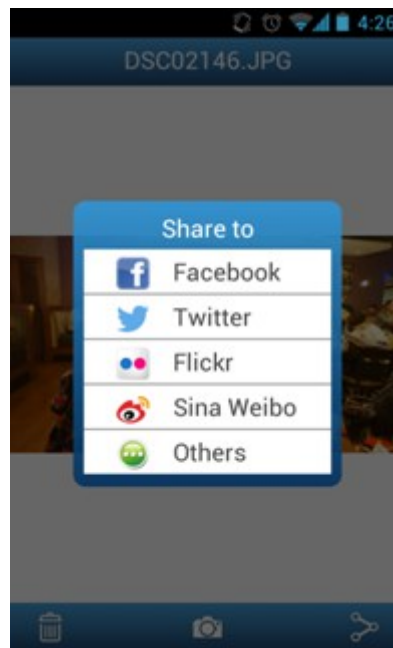 4:26
DSC02146.JPG
Share to
Facebook
Twitter
Flickr
Sina Weibo
Others